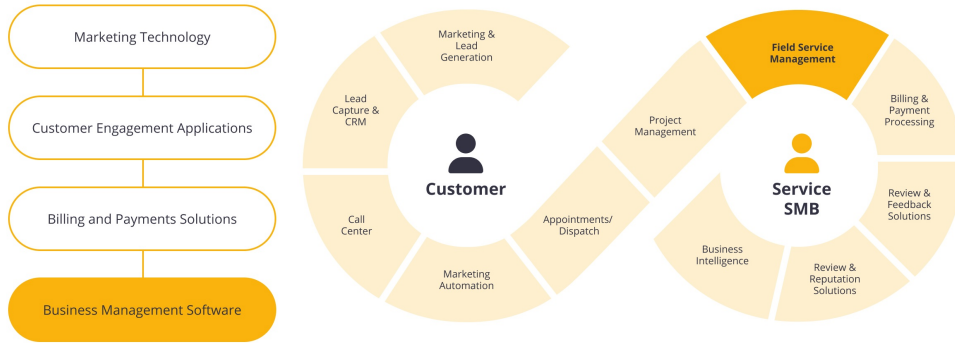 Marketing Technology
Customer Engagement Applications
Billing and Payments Solutions
Business Management Software
Marketing &
Lead
Generation
Lead
Capture &
CRM
Call
Center
Marketing
Automation
Appointments/
Dispatch
Project
Management
Field Service
Management
Billing &
Payment
Processing
Review &
Feedback
Solutions
Review &
Reputation
Solutions
Business
Intelligence
Customer
Service
SMB